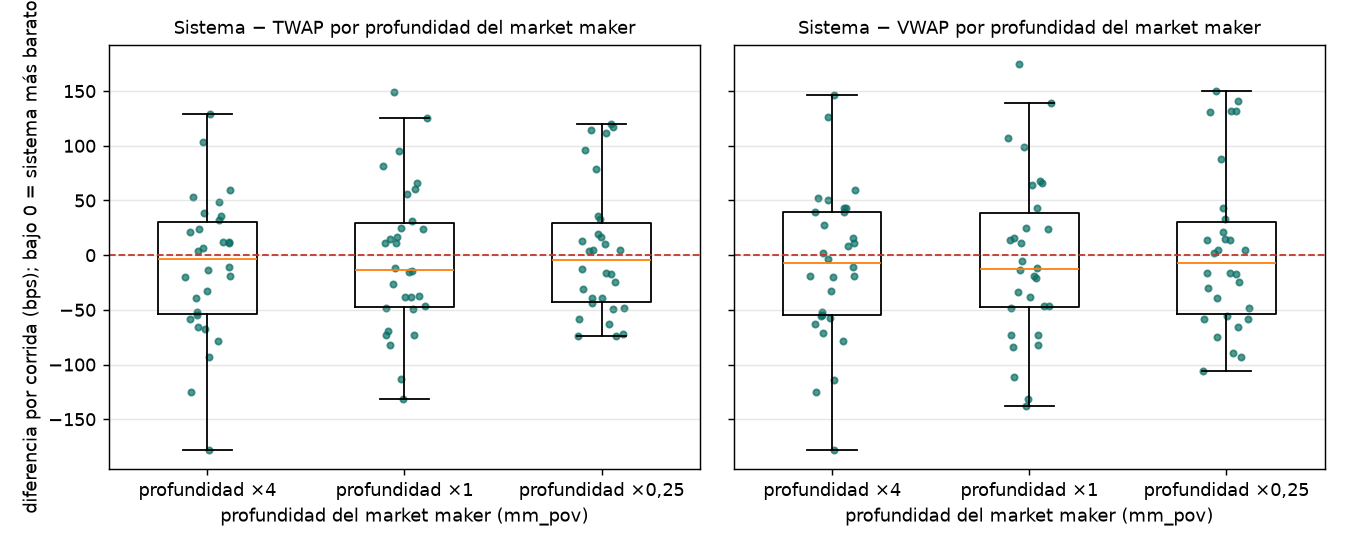 Sistema − TWAP por profundidad del market maker
diferencia por corrida (bps); bajo 0 = sistema más barato
150
100
50
0
−50
−100
−150
profundidad ×4
profundidad ×1
profundidad ×0,25
profundidad del market maker (mm_pov)
Sistema − VWAP por profundidad del market maker
profundidad ×4
profundidad ×1
profundidad ×0,25
profundidad del market maker (mm_pov)